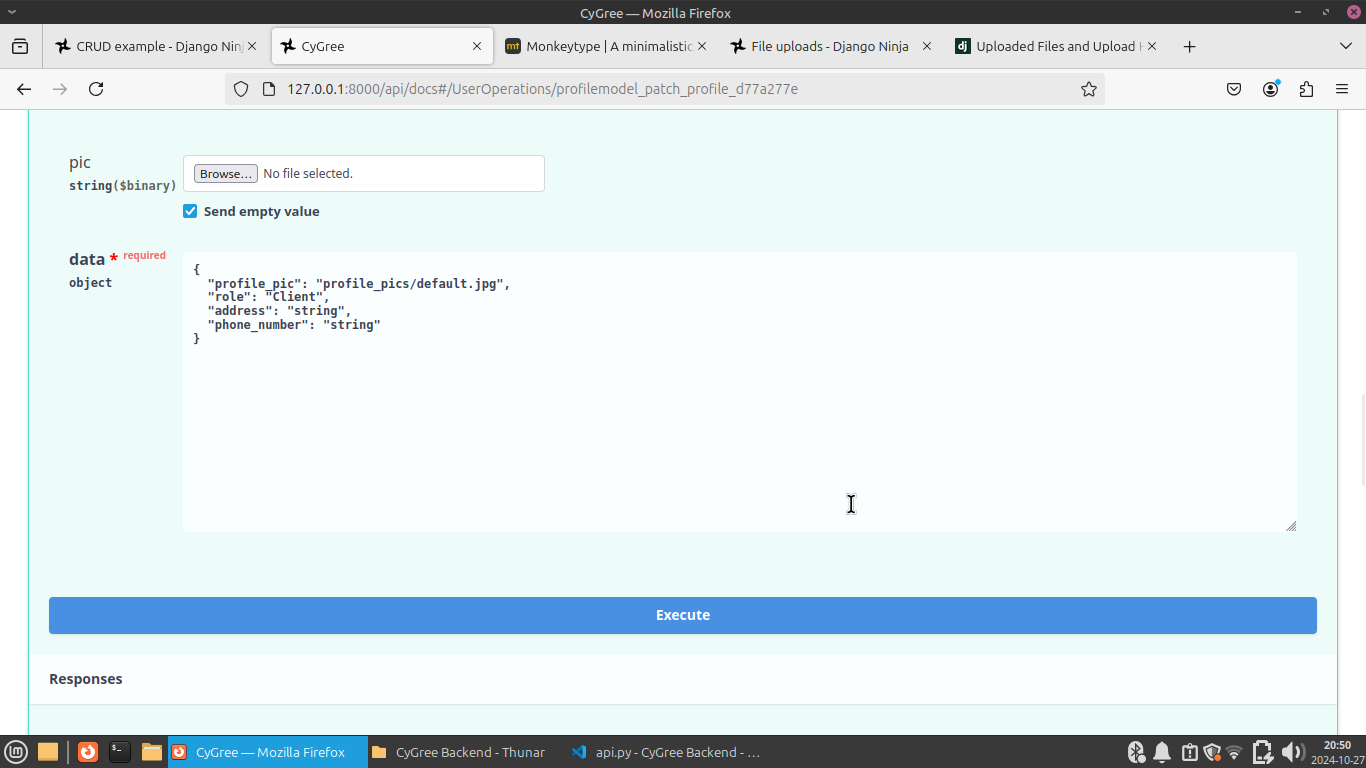 CyGree — Mozilla Firefox
CRUD example - Django Nin
CyGree
Monkeytype | A minimalistic
File uploads - Django Ninja
Uploaded Files and Upload H
127.0.0.1:8000/api/docs#/UserOperations/profilemodel_patch_profile_d77a277e
pic
string($binary)
Browse…
No file selected.
Send empty value
data * required
object
{
"profile_pic": "profile_pics/default.jpg",
"role": "Client",
"address": "string",
"phone_number": "string"
}
Execute
Responses
CyGree — Mozilla Firefox
CyGree Backend - Thunar
api.py - CyGree Backend - …
20:50
2024-10-27